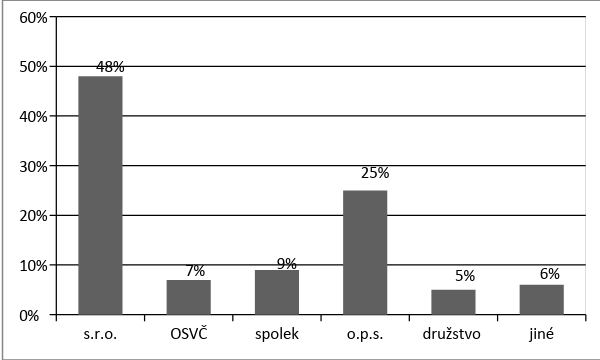 60%
50%
40%
30%
20%
10%
0%
48%
7%
9%
25%
5%
6%
s.r.o.
OSVČ
spolek
o.p.s.
družstvo
jiné